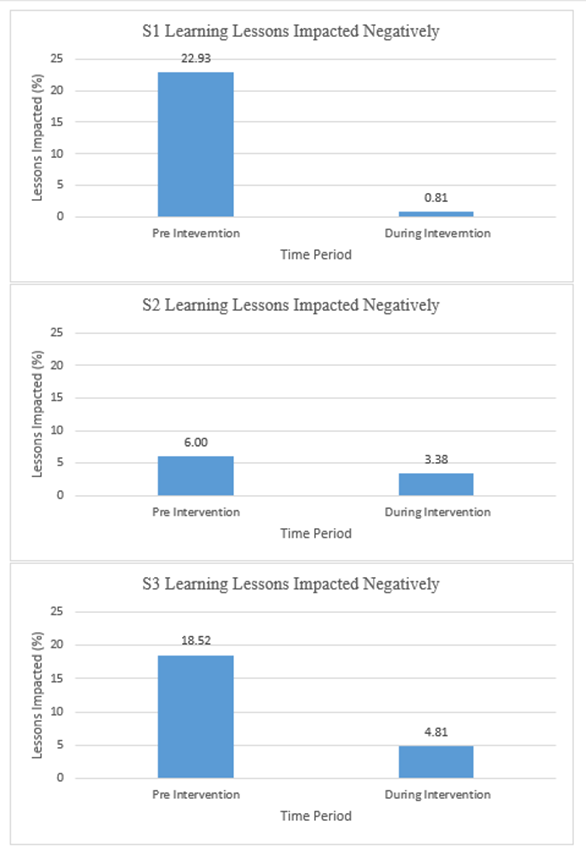 S1 Learning Lessons Impacted Negatively
25
22.93
20
15
10
5
0.81
0
Lessons Impacted (%)
Pre Inteverntion
During Inteverntion
Time Period
S2 Learning Lessons Impacted Negatively
25
20
15
10
6.00
5
3.38
0
Lessons Impacted (%)
Pre Intervention
During Intervention
Time Period
S3 Learning Lessons Impacted Negatively
25
20
18.52
15
10
5
4.81
0
Lessons Impacted (%)
Pre Intervention
During Intervention
Time Period